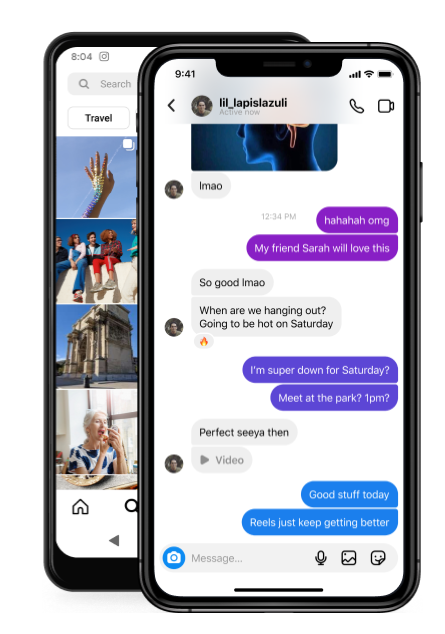 8:04
Search
Travel
9:41
lil_lapislazuli
Active now
lmao
12:34 PM
hahahah omg
My friend Sarah will love this
So good lmao
When are we hanging out?
Going to be hot on Saturday
I'm super down for Saturday?
Meet at the park? 1pm?
Perfect seeya then
Video
Good stuff today
Reels just keep getting better
Message...